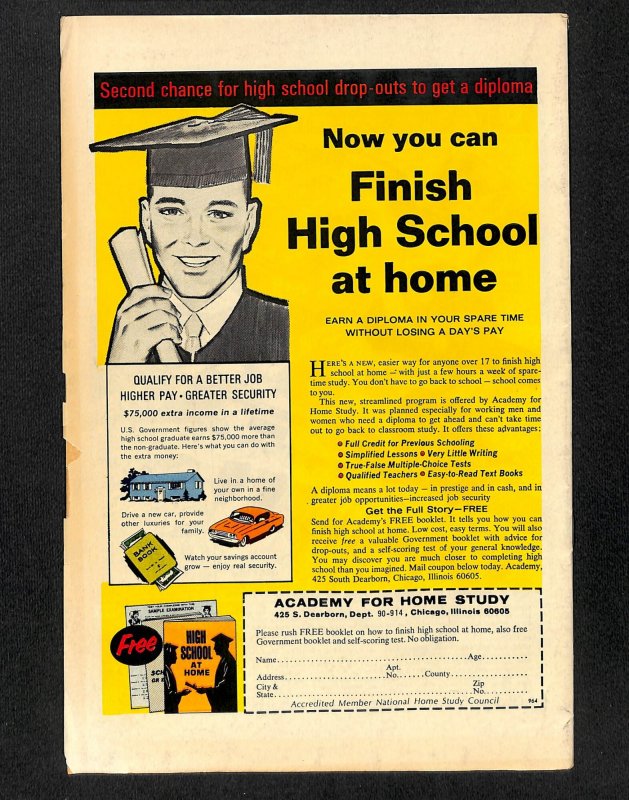 Second chance for high school drop-outs to get a diploma
Now you can
Finish
High School
at home
EARN A DIPLOMA IN YOUR SPARE TIME
WITHOUT LOSING A DAY'S PAY
HERE'S A NEW, easier way for anyone over 17 to finish high
school at home — with just a few hours a week of spare-
time study. You don't have to go back to school — school comes
to you.
This new, streamlined program is offered by Academy for
Home Study. It was planned especially for working men and
women who need a diploma to get ahead and can't take time
out to go back to classroom study. It offers these advantages:
• Full Credit for Previous Schooling
• Simplified Lessons • Very Little Writing
• True-False Multiple-Choice Tests
• Qualified Teachers • Easy-to-Read Text Books
A diploma means a lot today — in prestige and in cash, and in
greater job opportunities—increased job security
Get the Full Story—FREE
Send for Academy's FREE booklet. It tells you how you can
finish high school at home. Low cost, easy terms. You will also
receive free a valuable Government booklet with advice for
drop-outs, and a self-scoring test of your general knowledge.
You may discover you are much closer to completing high
school than you imagined. Mail coupon below today. Academy,
425 South Dearborn, Chicago, Illinois 60605.
QUALIFY FOR A BETTER JOB
HIGHER PAY • GREATER SECURITY
$75,000 extra income in a lifetime
U.S. Government figures show the average
high school graduate earns $75,000 more than
the non-graduate. Here's what you can do with
the extra money:
Live in a home of
your own in a fine
neighborhood.
Drive a new car, provide
other luxuries for your
family.
BANK
BOOK
Watch your savings account
grow — enjoy real security.
SAMPLE EXAMINATION
Free
HIGH
SCHOOL
AT
HOME
ACADEMY FOR HOME STUDY
425 S. Dearborn, Dept. 90-914, Chicago, Illinois 60605
Please rush FREE booklet on how to finish high school at home, also free
Government booklet and self-scoring test. No obligation.
Name Age
Apt.
Address No. County
City & Zip
State No.
Accredited Member National Home Study Council 964